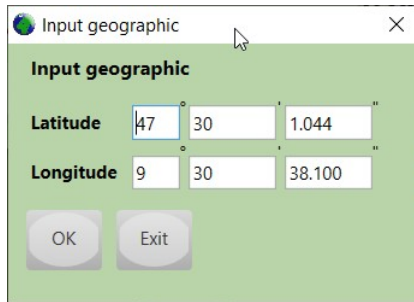 Input geographic
Input geographic
Latitude 47 ° 30 ' 1.044 "
Longitude 9 ° 30 ' 38.100 "
OK Exit